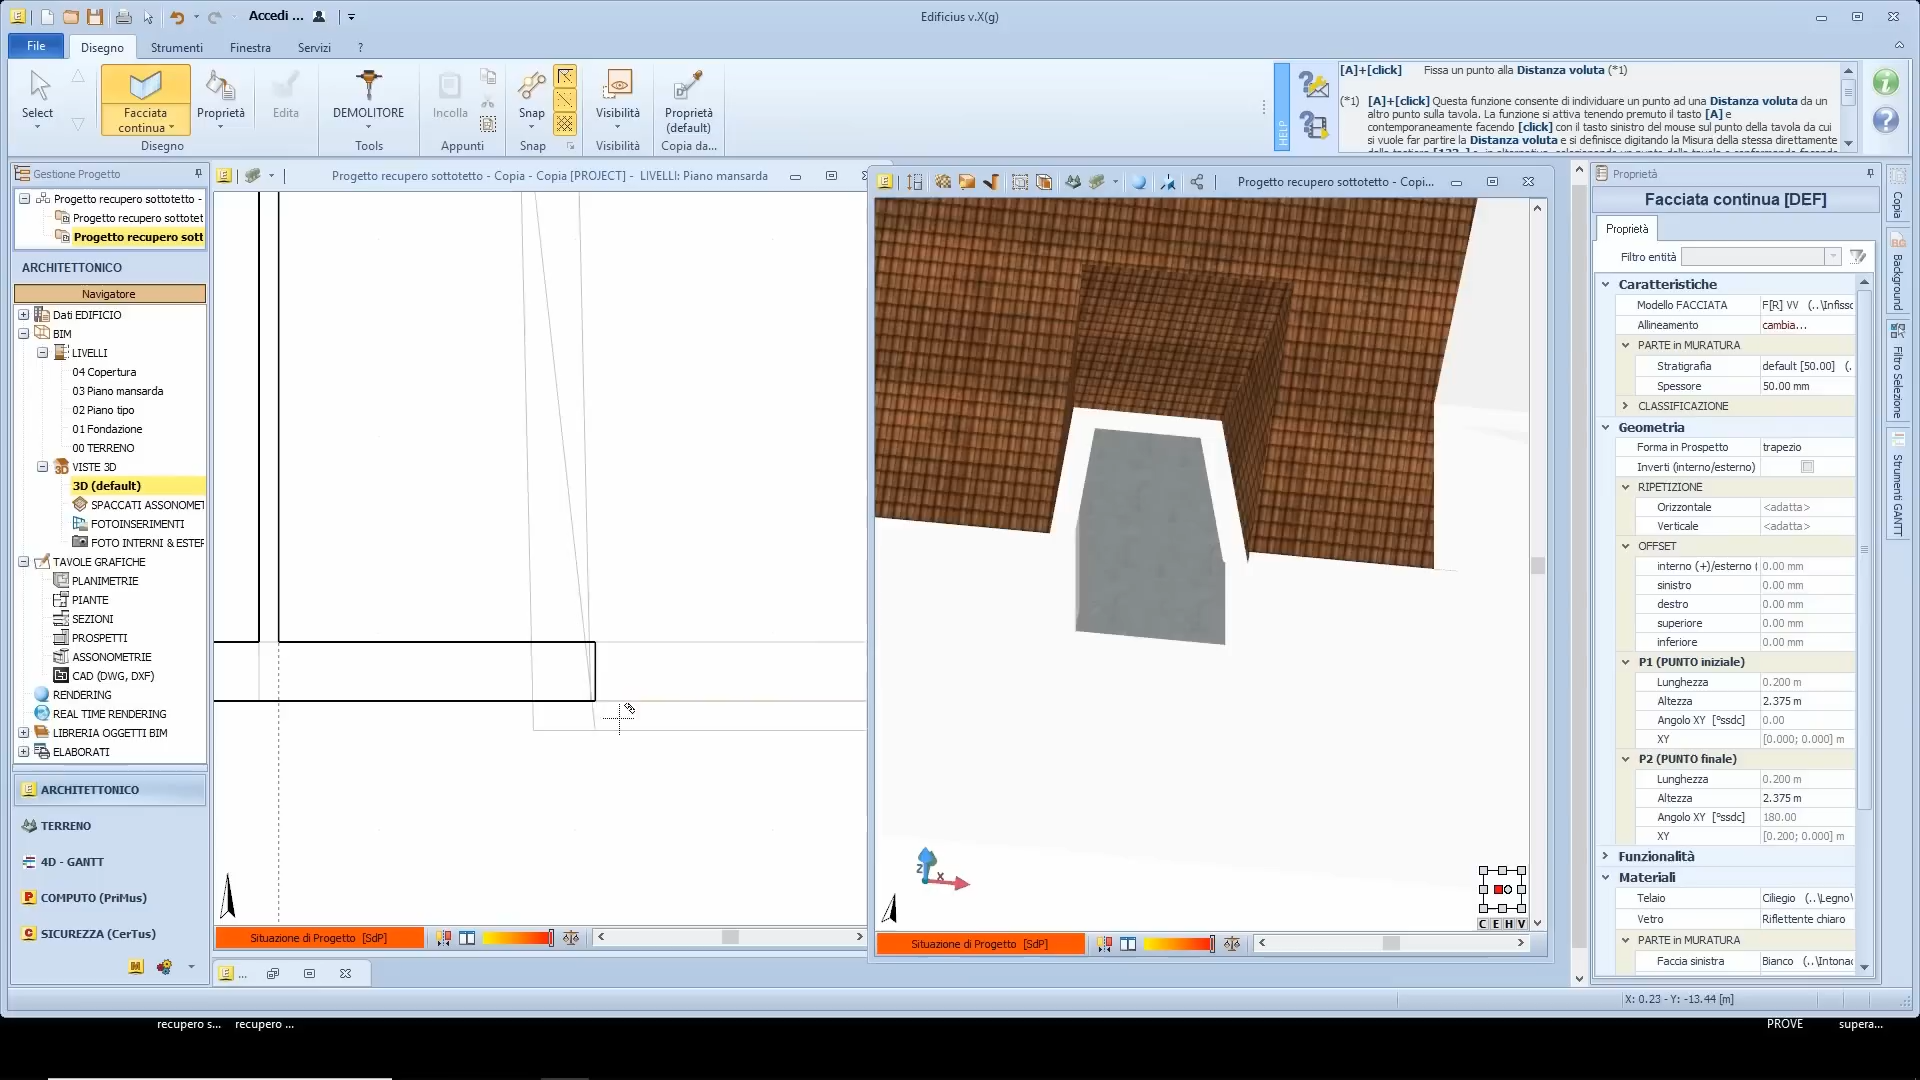 Accedi ...
Edificius v.X(g)
File
Disegno
Strumenti
Finestra
Servizi
?
Select
Facciata
continua
Proprietà
Edita
DEMOLITORE
Incolla
Snap
Visibilità
Proprietà
(default)
Disegno
Tools
Appunti
Snap
Visibilità
Copia da...
HELP
[A]+[click] Fissa un punto alla Distanza voluta (*1)
(*1) [A]+[click] Questa funzione consente di individuare un punto ad una Distanza voluta da un
altro punto sulla tavola. La funzione si attiva tenendo premuto il tasto [A] e
contemporaneamente facendo [click] con il tasto sinistro del mouse sul punto della tavola da cui
si vuole far partire la Distanza voluta e si definisce digitando la Misura della stessa direttamente
Gestione Progetto
Progetto recupero sottotetto -
Progetto recupero sottotet
Progetto recupero sott
ARCHITETTONICO
Navigatore
Dati EDIFICIO
BIM
LIVELLI
04 Copertura
03 Piano mansarda
02 Piano tipo
01 Fondazione
00 TERRENO
VISTE 3D
3D (default)
SPACCATI ASSONOMET
FOTOINSERIMENTI
FOTO INTERNI & ESTER
TAVOLE GRAFICHE
PLANIMETRIE
PIANTE
SEZIONI
PROSPETTI
ASSONOMETRIE
CAD (DWG, DXF)
RENDERING
REAL TIME RENDERING
LIBRERIA OGGETTI BIM
ELABORATI
ARCHITETTONICO
TERRENO
4D - GANTT
COMPUTO (PriMus)
SICUREZZA (CerTus)
Progetto recupero sottotetto - Copia - Copia [PROJECT] - LIVELLI: Piano mansarda
Situazione di Progetto [SdP]
...
Progetto recupero sottotetto - Copi...
Z
X
C E H V
Situazione di Progetto [SdP]
Proprietà
Facciata continua [DEF]
Proprietà
Filtro entità
Caratteristiche
Modello FACCIATA F[R] VV (..\Infiss
Allineamento cambia...
PARTE in MURATURA
Stratigrafia default [50.00] (.
Spessore 50.00 mm
CLASSIFICAZIONE
Geometria
Forma in Prospetto trapezio
Inverti (interno/esterno)
RIPETIZIONE
Orizzontale <adatta>
Verticale <adatta>
OFFSET
interno (+)/esterno ( 0.00 mm
sinistro 0.00 mm
destro 0.00 mm
superiore 0.00 mm
inferiore 0.00 mm
P1 (PUNTO iniziale)
Lunghezza 0.200 m
Altezza 2.375 m
Angolo XY [°ssdc] 0.00
XY [0.000; 0.000] m
P2 (PUNTO finale)
Lunghezza 0.200 m
Altezza 2.375 m
Angolo XY [°ssdc] 180.00
XY [0.200; 0.000] m
Funzionalità
Materiali
Telaio Ciliegio (..\Legno\
Vetro Riflettente chiaro
PARTE in MURATURA
Faccia sinistra Bianco (..\Intonac
Copia
Background
Filtro Selezione
Strumenti GANTT
X: 0.23 - Y: -13.44 [m]
recupero s...
recupero ...
PROVE
supera...